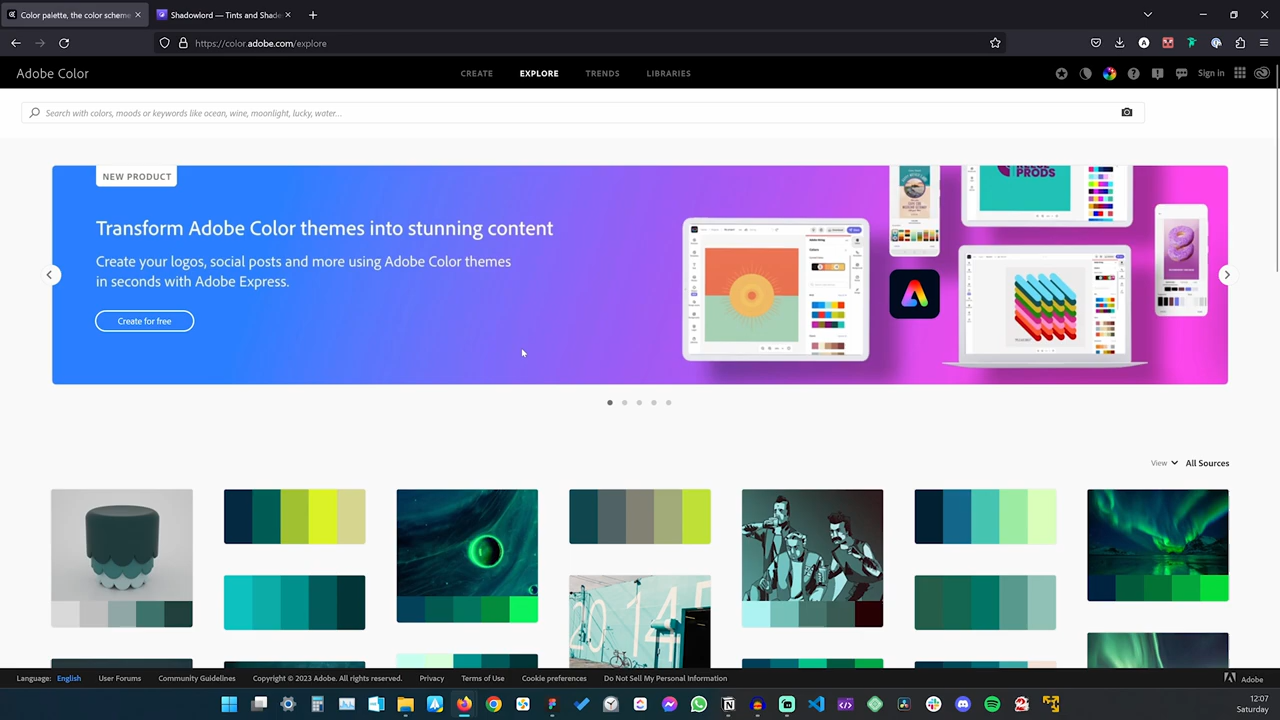 Color palette, the color scheme
Shadowlord — Tints and Shade
https://color.adobe.com/explore
Adobe Color
CREATE
EXPLORE
TRENDS
LIBRARIES
Sign in
Search with colors, moods or keywords like ocean, wine, moonlight, lucky, water...
NEW PRODUCT
Transform Adobe Color themes into stunning content
Create your logos, social posts and more using Adobe Color themes
in seconds with Adobe Express.
Create for free
PRODS
View
All Sources
2014
Language:
English
User Forums
Community Guidelines
Copyright © 2023 Adobe. All rights reserved.
Privacy
Terms of Use
Cookie preferences
Do Not Sell My Personal Information
Adobe
12:07
Saturday